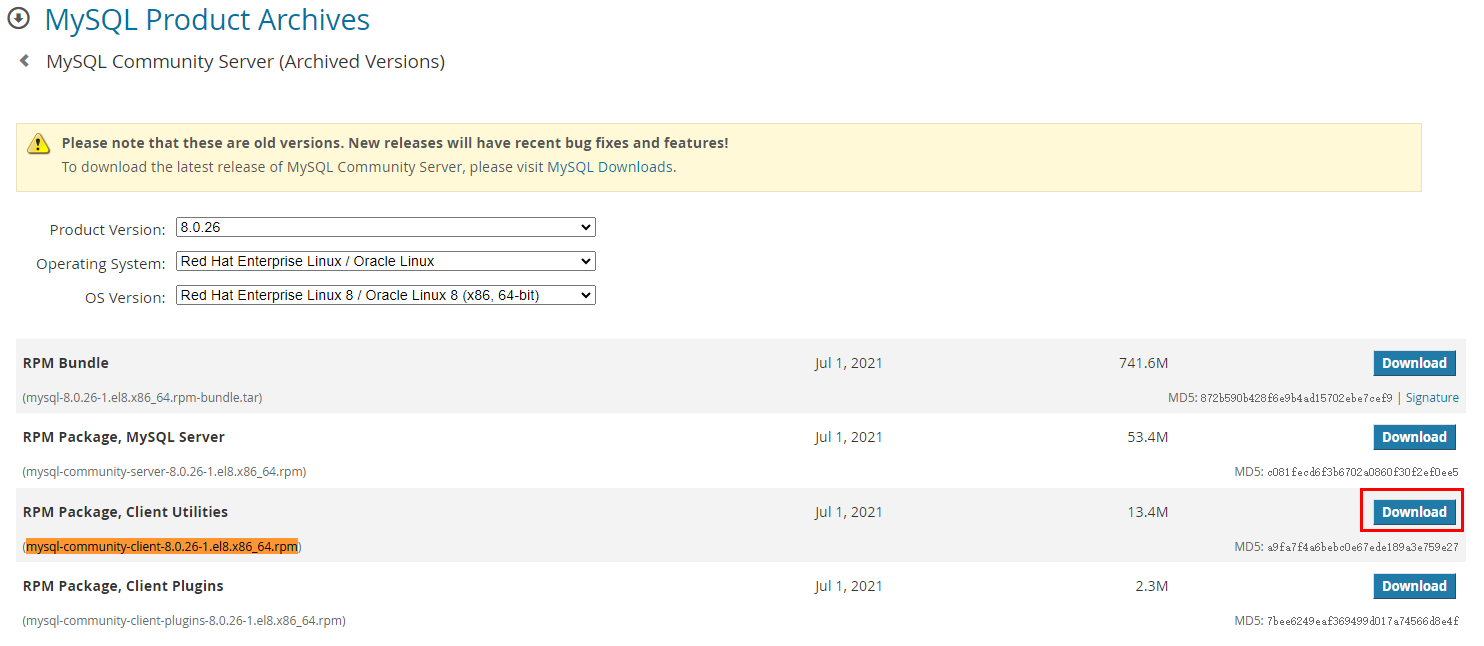 MySQL Product Archives
MySQL Community Server (Archived Versions)
Please note that these are old versions. New releases will have recent bug fixes and features!
To download the latest release of MySQL Community Server, please visit MySQL Downloads.
Product Version: 8.0.26
Operating System: Red Hat Enterprise Linux / Oracle Linux
OS Version: Red Hat Enterprise Linux 8 / Oracle Linux 8 (x86, 64-bit)
RPM Bundle Jul 1, 2021 741.6M Download
(mysql-8.0.26-1.el8.x86_64.rpm-bundle.tar) MD5: 872b590b428f6e9b4ad15702ebe7cef9 | Signature
RPM Package, MySQL Server Jul 1, 2021 53.4M Download
(mysql-community-server-8.0.26-1.el8.x86_64.rpm) MD5: c081fecd6f3b6702a0860f30f2ef0ee5
RPM Package, Client Utilities Jul 1, 2021 13.4M Download
(mysql-community-client-8.0.26-1.el8.x86_64.rpm) MD5: a9fa7f4a6bebc0e67ede189a3e759e27
RPM Package, Client Plugins Jul 1, 2021 2.3M Download
(mysql-community-client-plugins-8.0.26-1.el8.x86_64.rpm) MD5: 7bee6249eaf369499d017a74566d8e4f